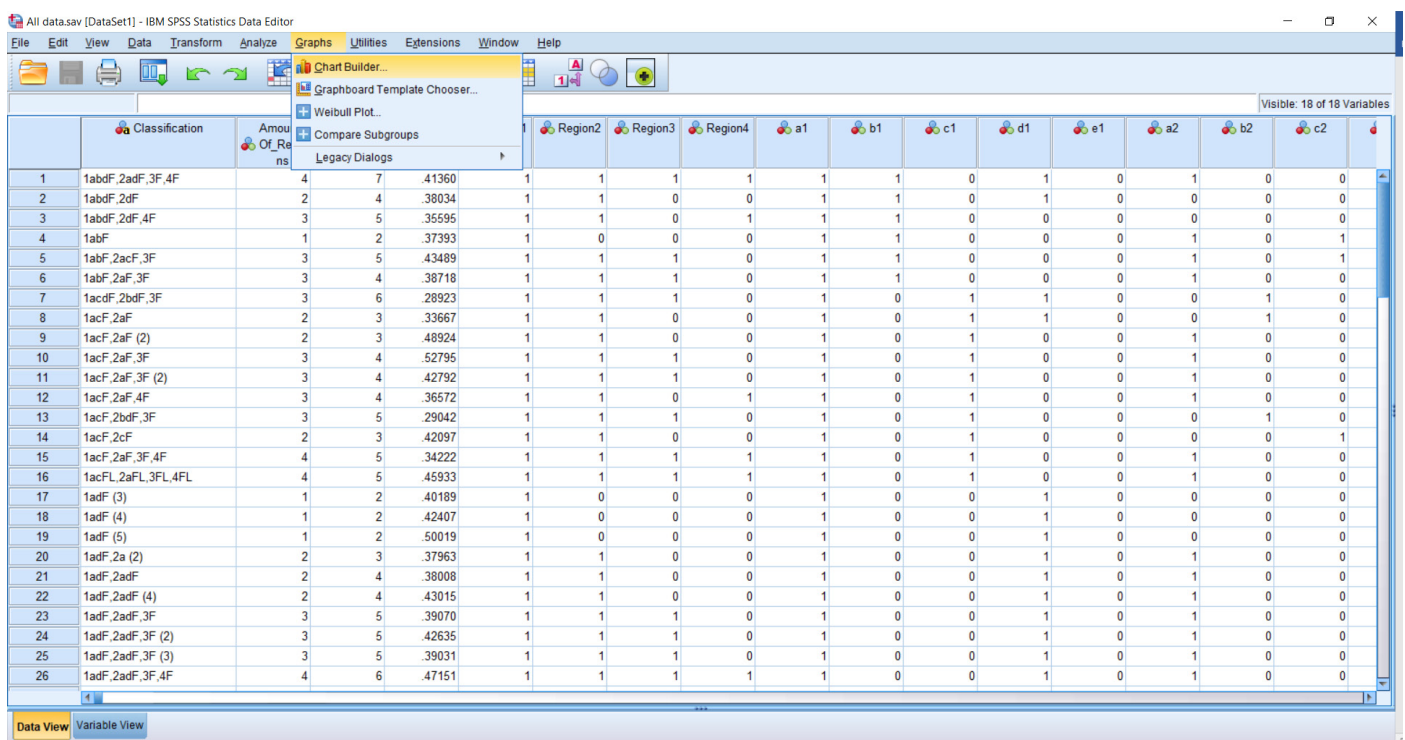 All data.sav [DataSet1] - IBM SPSS Statistics Data Editor
File Edit View Data Transform Analyze Graphs Utilities Extensions Window Help
Chart Builder...
Graphboard Template Chooser...
Weibull Plot...
Compare Subgroups
Legacy Dialogs
Visible: 18 of 18 Variables
Classification Amou Of_Re ns 1 Region2 Region3 Region4 a1 b1 c1 d1 e1 a2 b2 c2
1 1abdF,2adF,3F,4F 4 7 .41360 1 1 1 1 1 1 0 1 0 1 0 0
2 1abdF,2dF 2 4 .38034 1 1 0 0 1 1 0 1 0 0 0 0
3 1abdF,2dF,4F 3 5 .35595 1 1 0 1 1 1 0 0 0 0 0 0
4 1abF 1 2 .37393 1 0 0 0 1 1 0 0 0 1 0 1
5 1abF,2acF,3F 3 5 .43489 1 1 1 0 1 1 0 0 0 1 0 1
6 1abF,2aF,3F 3 4 .38718 1 1 1 0 1 1 0 0 0 1 0 0
7 1acdF,2bdF,3F 3 6 .28923 1 1 1 0 1 0 1 1 0 0 1 0
8 1acF,2aF 2 3 .33667 1 1 0 0 1 0 1 1 0 0 1 0
9 1acF,2aF (2) 2 3 .48924 1 1 0 0 1 0 1 0 0 1 0 0
10 1acF,2aF,3F 3 4 .52795 1 1 1 0 1 0 1 0 0 1 0 0
11 1acF,2aF,3F (2) 3 4 .42792 1 1 1 0 1 0 1 0 0 1 0 0
12 1acF,2aF,4F 3 4 .36572 1 1 0 1 1 0 1 0 0 1 0 0
13 1acF,2bdF,3F 3 5 .29042 1 1 1 0 1 0 1 0 0 0 1 0
14 1acF,2cF 2 3 .42097 1 1 0 0 1 0 1 0 0 0 0 1
15 1acF,2aF,3F,4F 4 5 .34222 1 1 1 1 1 0 1 0 0 1 0 0
16 1acFL,2aFL,3FL,4FL 4 5 .45933 1 1 1 1 1 0 1 0 0 1 0 0
17 1adF (3) 1 2 .40189 1 0 0 0 1 0 0 1 0 0 0 0
18 1adF (4) 1 2 .42407 1 0 0 0 1 0 0 1 0 0 0 0
19 1adF (5) 1 2 .50019 1 0 0 0 1 0 0 1 0 0 0 0
20 1adF,2a (2) 2 3 .37963 1 1 0 0 1 0 0 1 0 1 0 0
21 1adF,2adF 2 4 .38008 1 1 0 0 1 0 0 1 0 1 0 0
22 1adF,2adF (4) 2 4 .43015 1 1 0 0 1 0 0 1 0 1 0 0
23 1adF,2adF,3F 3 5 .39070 1 1 1 0 1 0 0 1 0 1 0 0
24 1adF,2adF,3F (2) 3 5 .42635 1 1 1 0 1 0 0 1 0 1 0 0
25 1adF,2adF,3F (3) 3 5 .39031 1 1 1 0 1 0 0 1 0 1 0 0
26 1adF,2adF,3F,4F 4 6 .47151 1 1 1 1 1 0 0 1 0 1 0 0
Data View Variable View